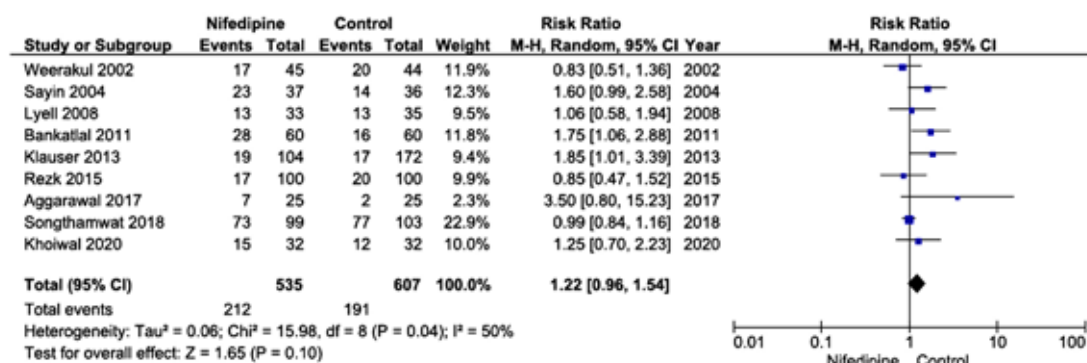 Nifedipine Control Risk Ratio Risk Ratio
Study or Subgroup Events Total Events Total Weight M-H, Random, 95% CI Year M-H, Random, 95% CI
Weerakul 2002 17 45 20 44 11.9% 0.83 [0.51, 1.36] 2002
Sayin 2004 23 37 14 36 12.3% 1.60 [0.99, 2.58] 2004
Lyell 2008 13 33 13 35 9.5% 1.06 [0.58, 1.94] 2008
Bankatlal 2011 28 60 16 60 11.8% 1.75 [1.06, 2.88] 2011
Klauser 2013 19 104 17 172 9.4% 1.85 [1.01, 3.39] 2013
Rezk 2015 17 100 20 100 9.9% 0.85 [0.47, 1.52] 2015
Aggarawal 2017 7 25 2 25 2.3% 3.50 [0.80, 15.23] 2017
Songthamwat 2018 73 99 77 103 22.9% 0.99 [0.84, 1.16] 2018
Khoiwal 2020 15 32 12 32 10.0% 1.25 [0.70, 2.23] 2020
Total (95% CI) 535 607 100.0% 1.22 [0.96, 1.54]
Total events 212 191
Heterogeneity: Tau² = 0.06; Chi² = 15.98, df = 8 (P = 0.04); I² = 50%
Test for overall effect: Z = 1.65 (P = 0.10)
0.01 0.1 1 10 100
Nifedipine Control